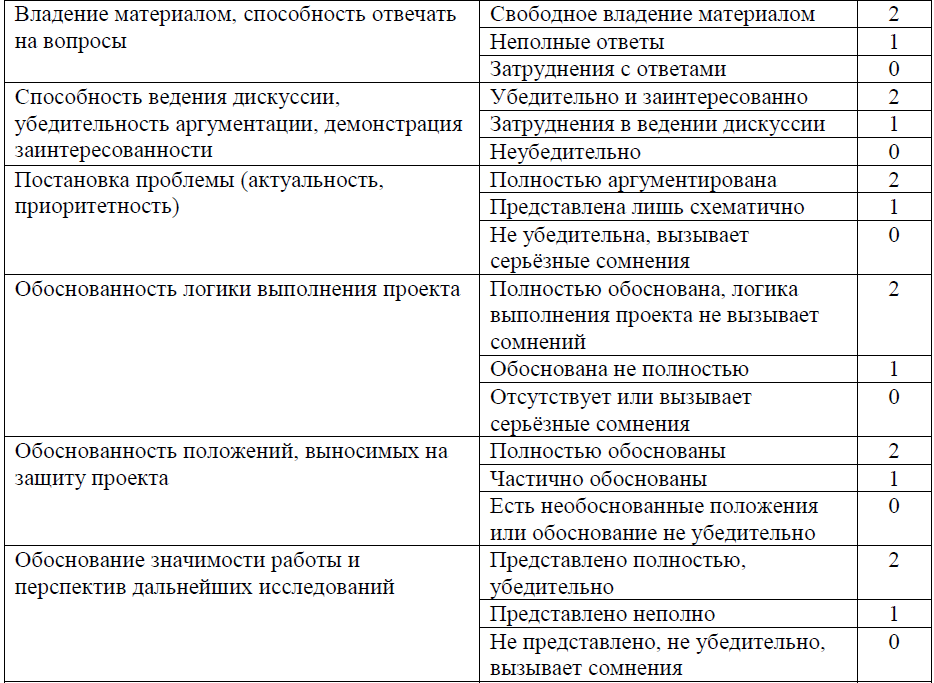 Владение материалом, способность отвечать
на вопросы
Свободное владение материалом
2
Неполные ответы
1
Затруднения с ответами
0
Способность ведения дискуссии,
убедительность аргументации, демонстрация
заинтересованности
Убедительно и заинтересованно
2
Затруднения в ведении дискуссии
1
Неубедительно
0
Постановка проблемы (актуальность,
приоритетность)
Полностью аргументирована
2
Представлена лишь схематично
1
Не убедительна, вызывает
серьёзные сомнения
0
Обоснованность логики выполнения проекта
Полностью обоснована, логика
выполнения проекта не вызывает
сомнений
2
Обоснована не полностью
1
Отсутствует или вызывает
серьёзные сомнения
0
Обоснованность положений, выносимых на
защиту проекта
Полностью обоснованы
2
Частично обоснованы
1
Есть необоснованные положения
или обоснование не убедительно
0
Обоснование значимости работы и
перспектив дальнейших исследований
Представлено полностью,
убедительно
2
Представлено неполно
1
Не представлено, не убедительно,
вызывает сомнения
0